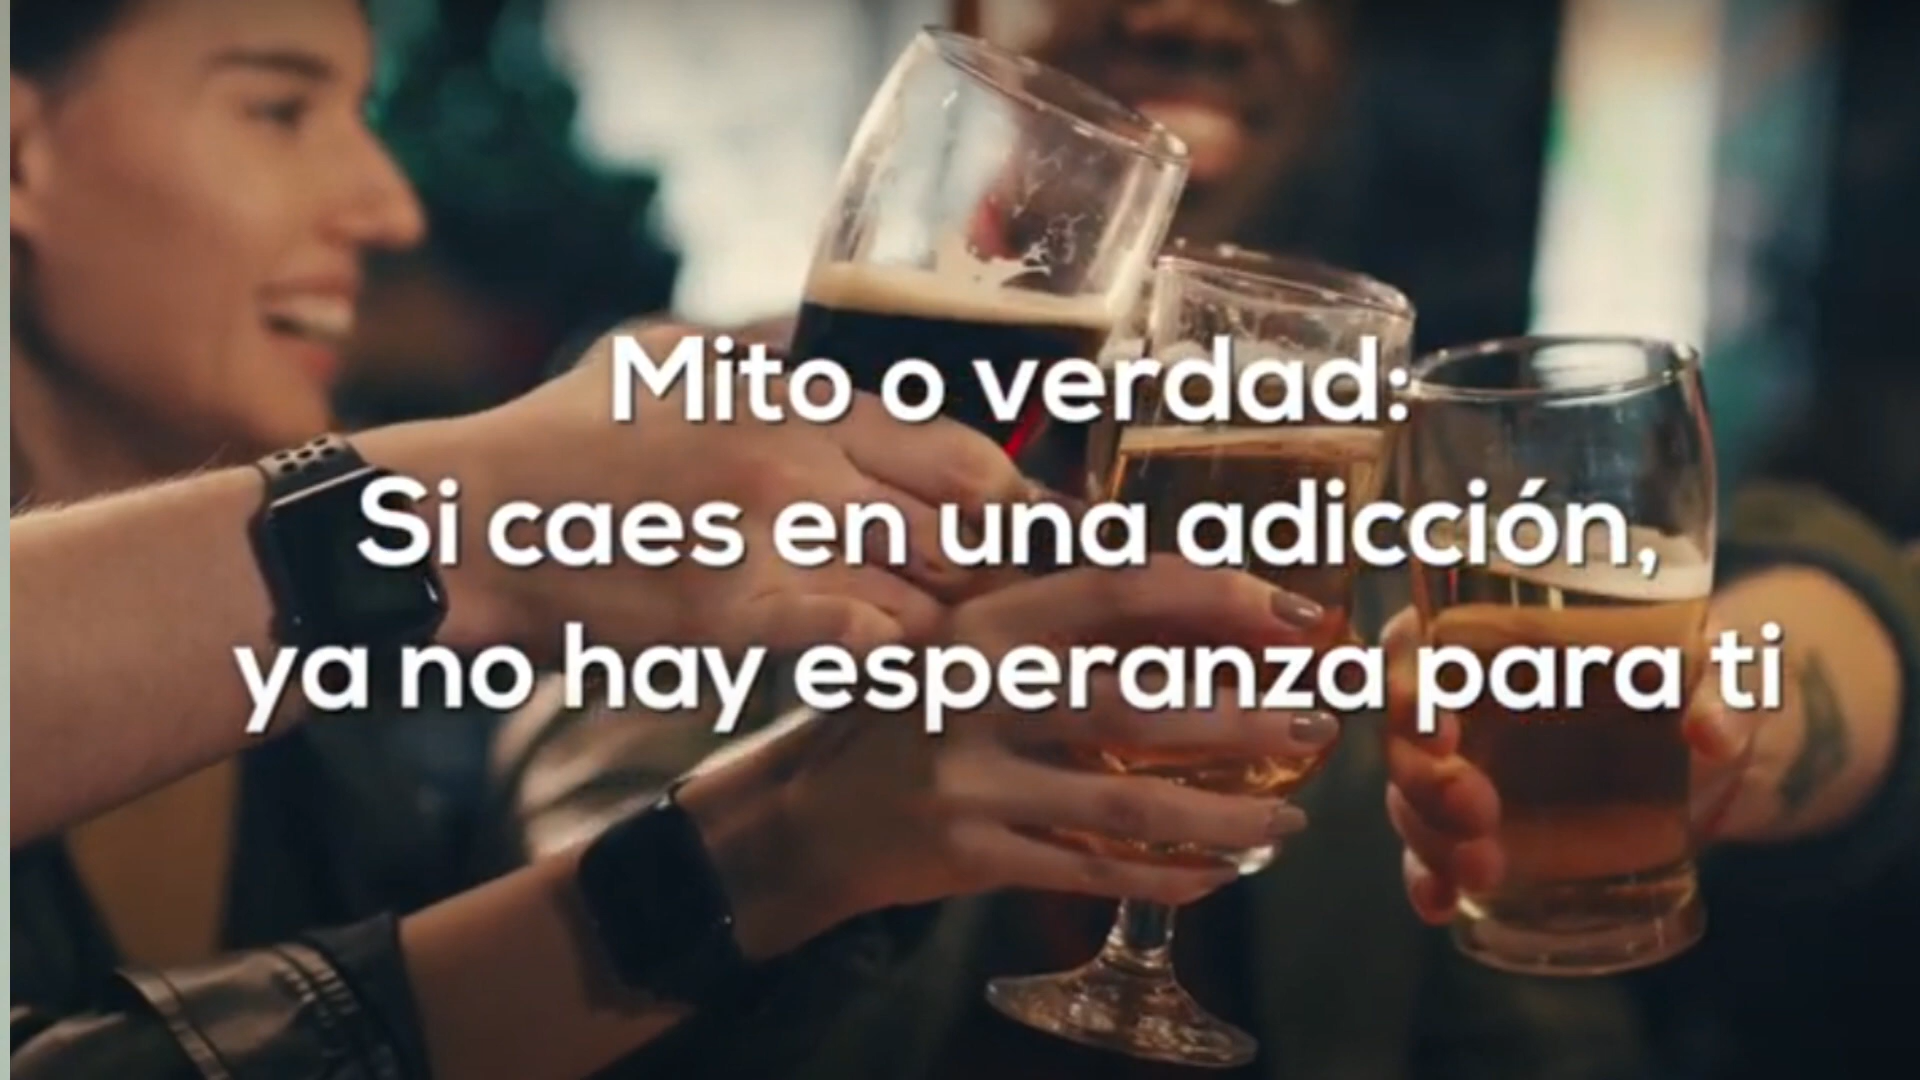 Mito o verdad:
Si caes en una adicción,
ya no hay esperanza para ti